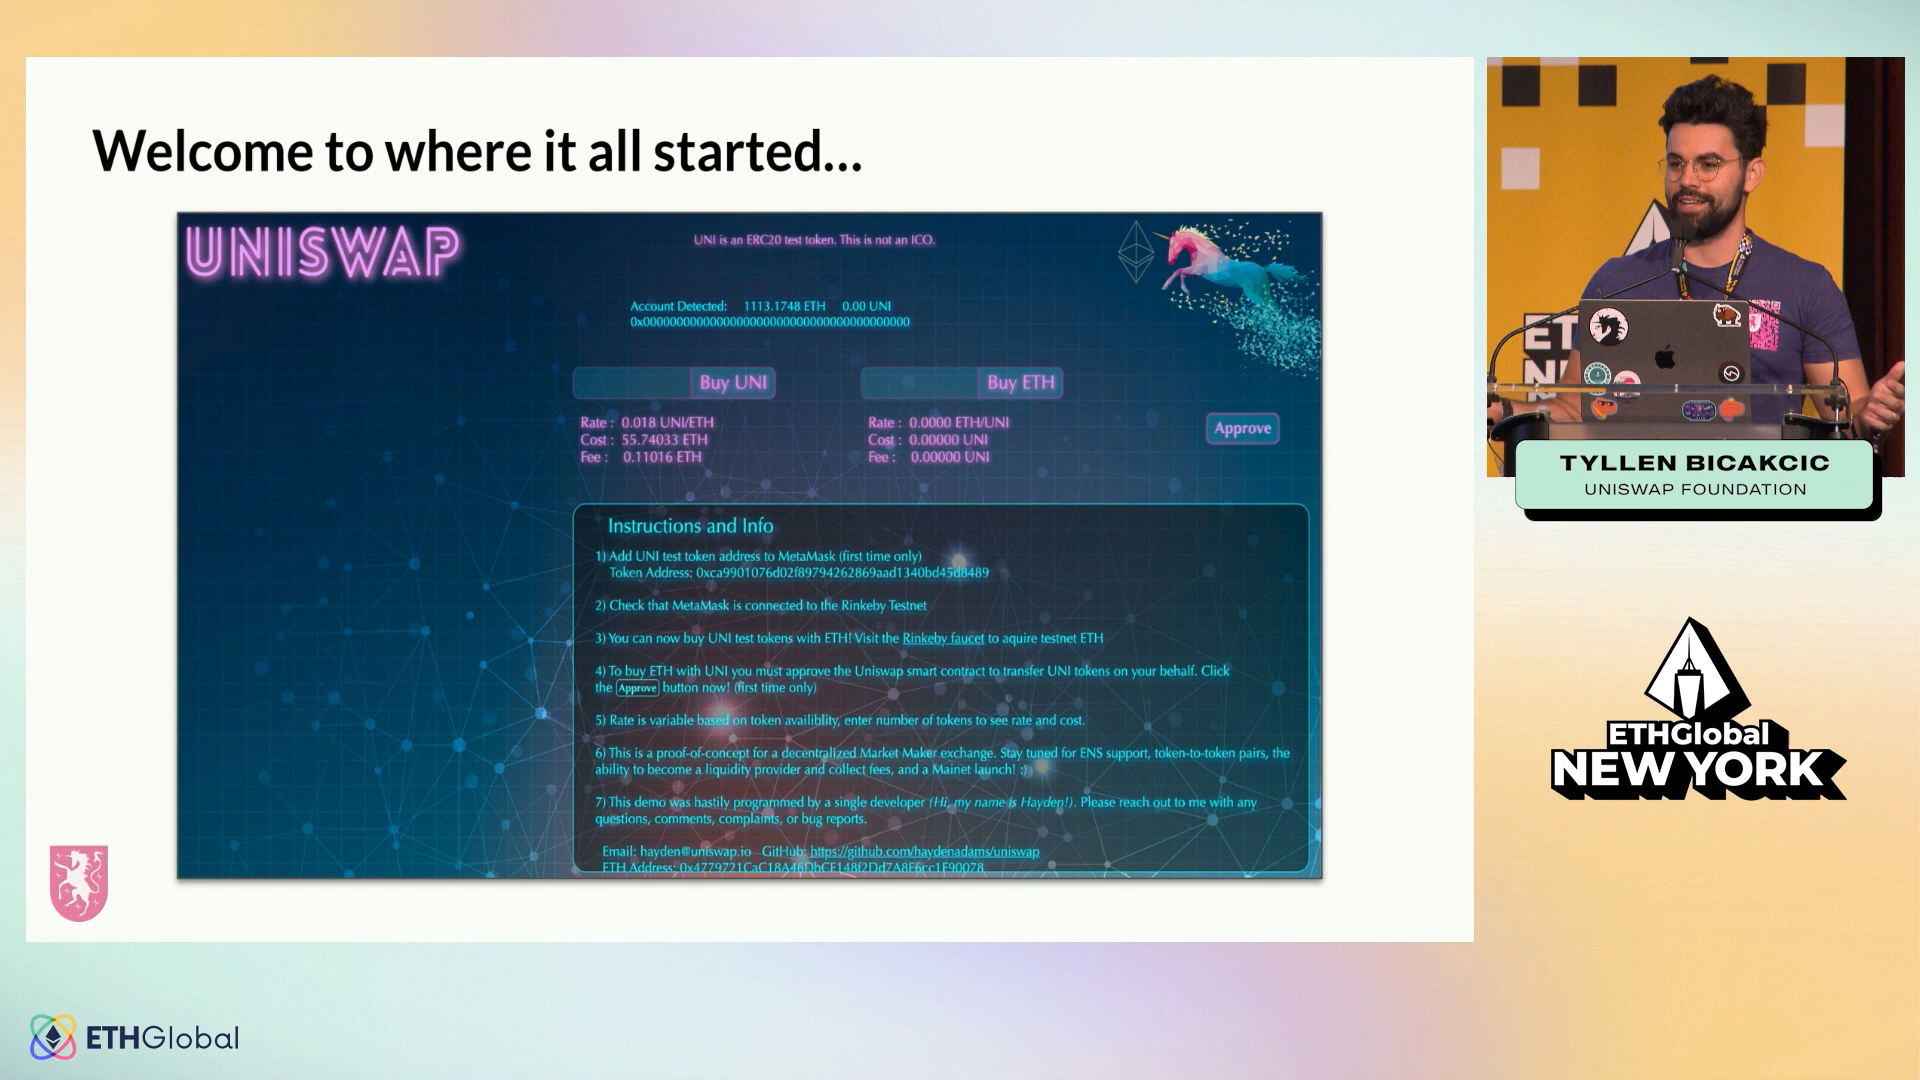 Welcome to where it all started...
UNISWAP
UNI is an ERC20 test token. This is not an ICO.
Account Detected: 1113.1748 ETH 0.00 UNI
0x0000000000000000000000000000000000000000
Buy UNI
Buy ETH
Rate : 0.018 UNI/ETH
Cost : 55.74033 ETH
Fee : 0.11016 ETH
Rate : 0.0000 ETH/UNI
Cost : 0.00000 UNI
Fee : 0.00000 UNI
Approve
Instructions and Info
1) Add UNI test token address to MetaMask (first time only)
Token Address: 0xca9901076d02f89794262869aad1340bd45d8489
2) Check that MetaMask is connected to the Rinkeby Testnet
3) You can now buy UNI test tokens with ETH! Visit the Rinkeby faucet to aquire testnet ETH
4) To buy ETH with UNI you must approve the Uniswap smart contract to transfer UNI tokens on your behalf. Click
the Approve button now! (first time only)
5) Rate is variable based on token availiblity, enter number of tokens to see rate and cost.
6) This is a proof-of-concept for a decentralized Market Maker exchange. Stay tuned for ENS support, token-to-token pairs, the
ability to become a liquidity provider and collect fees, and a Mainet launch! :)
7) This demo was hastily programmed by a single developer (Hi, my name is Hayden!). Please reach out to me with any
questions, comments, complaints, or bug reports.
Email: hayden@uniswap.io GitHub: https://github.com/haydenadams/uniswap
ETH Address: 0x4779721CaC18A46DbCF148f2Dd7A8F6cc1F90078
ET
N
TYLLEN BICAKCIC
UNISWAP FOUNDATION
ETHGlobal
NEW YORK
ETHGlobal